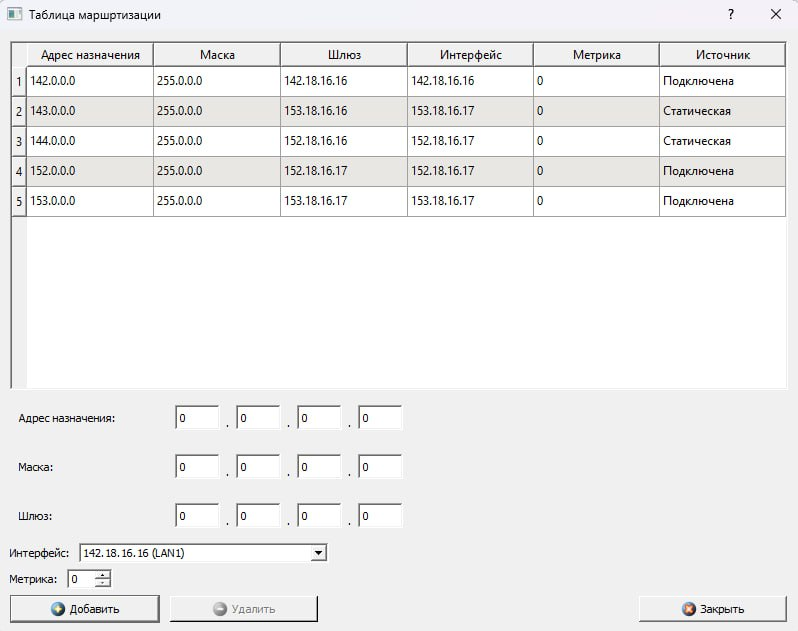 Таблица маршртизации ?
Адрес назначения Маска Шлюз Интерфейс Метрика Источник
1 142.0.0.0 255.0.0.0 142.18.16.16 142.18.16.16 0 Подключена
2 143.0.0.0 255.0.0.0 153.18.16.16 153.18.16.17 0 Статическая
3 144.0.0.0 255.0.0.0 152.18.16.16 152.18.16.17 0 Статическая
4 152.0.0.0 255.0.0.0 152.18.16.17 152.18.16.17 0 Подключена
5 153.0.0.0 255.0.0.0 153.18.16.17 153.18.16.17 0 Подключена
Адрес назначения: 0 . 0 . 0 . 0
Маска: 0 . 0 . 0 . 0
Шлюз: 0 . 0 . 0 . 0
Интерфейс: 142.18.16.16 (LAN1)
Метрика: 0
Добавить Удалить Закрыть